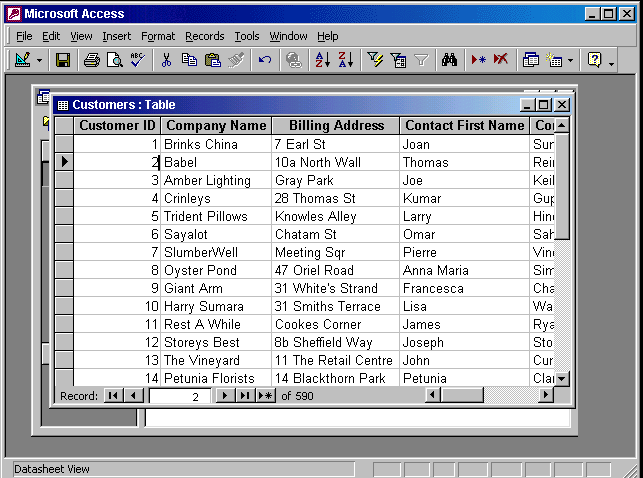 Microsoft Access
File Edit View Insert Format Records Tools Window Help
Customers : Table
Customer ID Company Name Billing Address Contact First Name Co
1 Brinks China 7 Earl St Joan Sur
2 Babel 10a North Wall Thomas Rei
3 Amber Lighting Gray Park Joe Keil
4 Crinleys 28 Thomas St Kumar Gup
5 Trident Pillows Knowles Alley Larry Hin
6 Sayalot Chatam St Omar Sah
7 SlumberWell Meeting Sqr Pierre Vin
8 Oyster Pond 47 Oriel Road Anna Maria Sim
9 Giant Arm 31 White's Strand Francesca Cha
10 Harry Sumara 31 Smiths Terrace Lisa Wa
11 Rest A While Cookes Corner James Rya
12 Storeys Best 8b Sheffield Way Joseph Sto
13 The Vineyard 11 The Retail Centre John Cur
14 Petunia Florists 14 Blackthorn Park Petunia Clar
Record: 2 of 590
Datasheet View